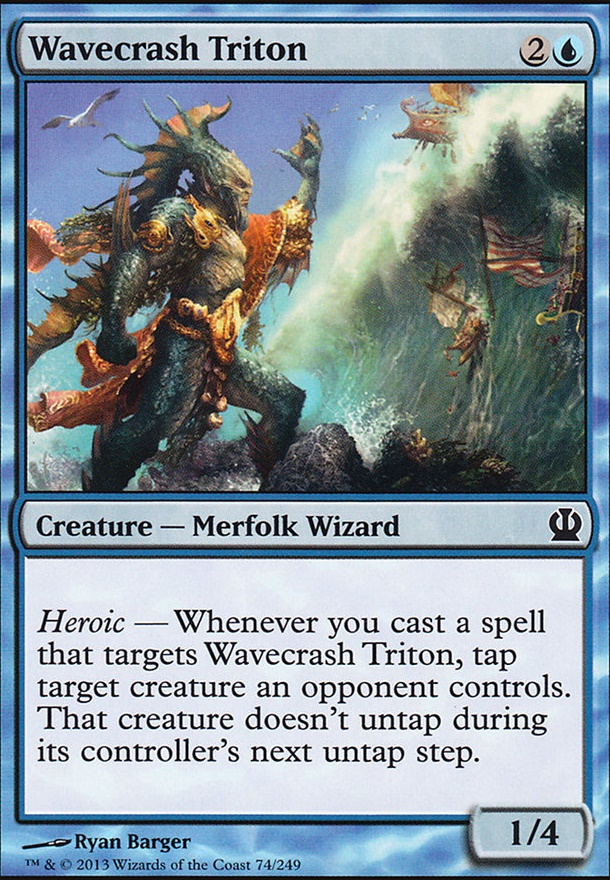 Wavecrash Triton 2
Creature — Merfolk Wizard
Heroic — Whenever you cast a spell
that targets Wavecrash Triton, tap
target creature an opponent controls.
That creature doesn't untap during
its controller's next untap step.
1/4
Ryan Barger
™ & © 2013 Wizards of the Coast 74/249